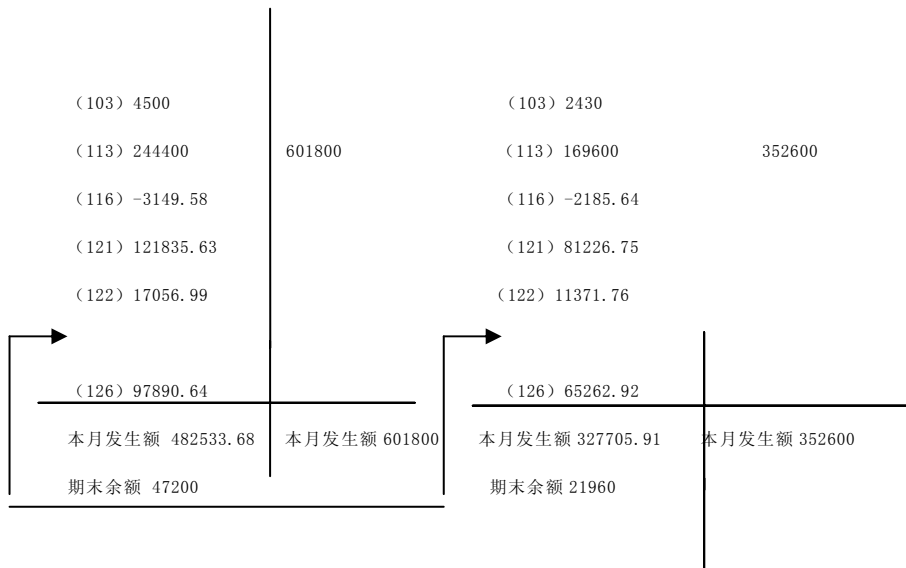 （103）4500 （103）2430
（113）244400 601800 （113）169600 352600
（116）-3149.58 （116）-2185.64
（121）121835.63 （121）81226.75
（122）17056.99 （122）11371.76
（126）97890.64 （126）65262.92
本月发生额 482533.68 本月发生额 601800 本月发生额 327705.91 本月发生额 352600
期末余额 47200 期末余额 21960